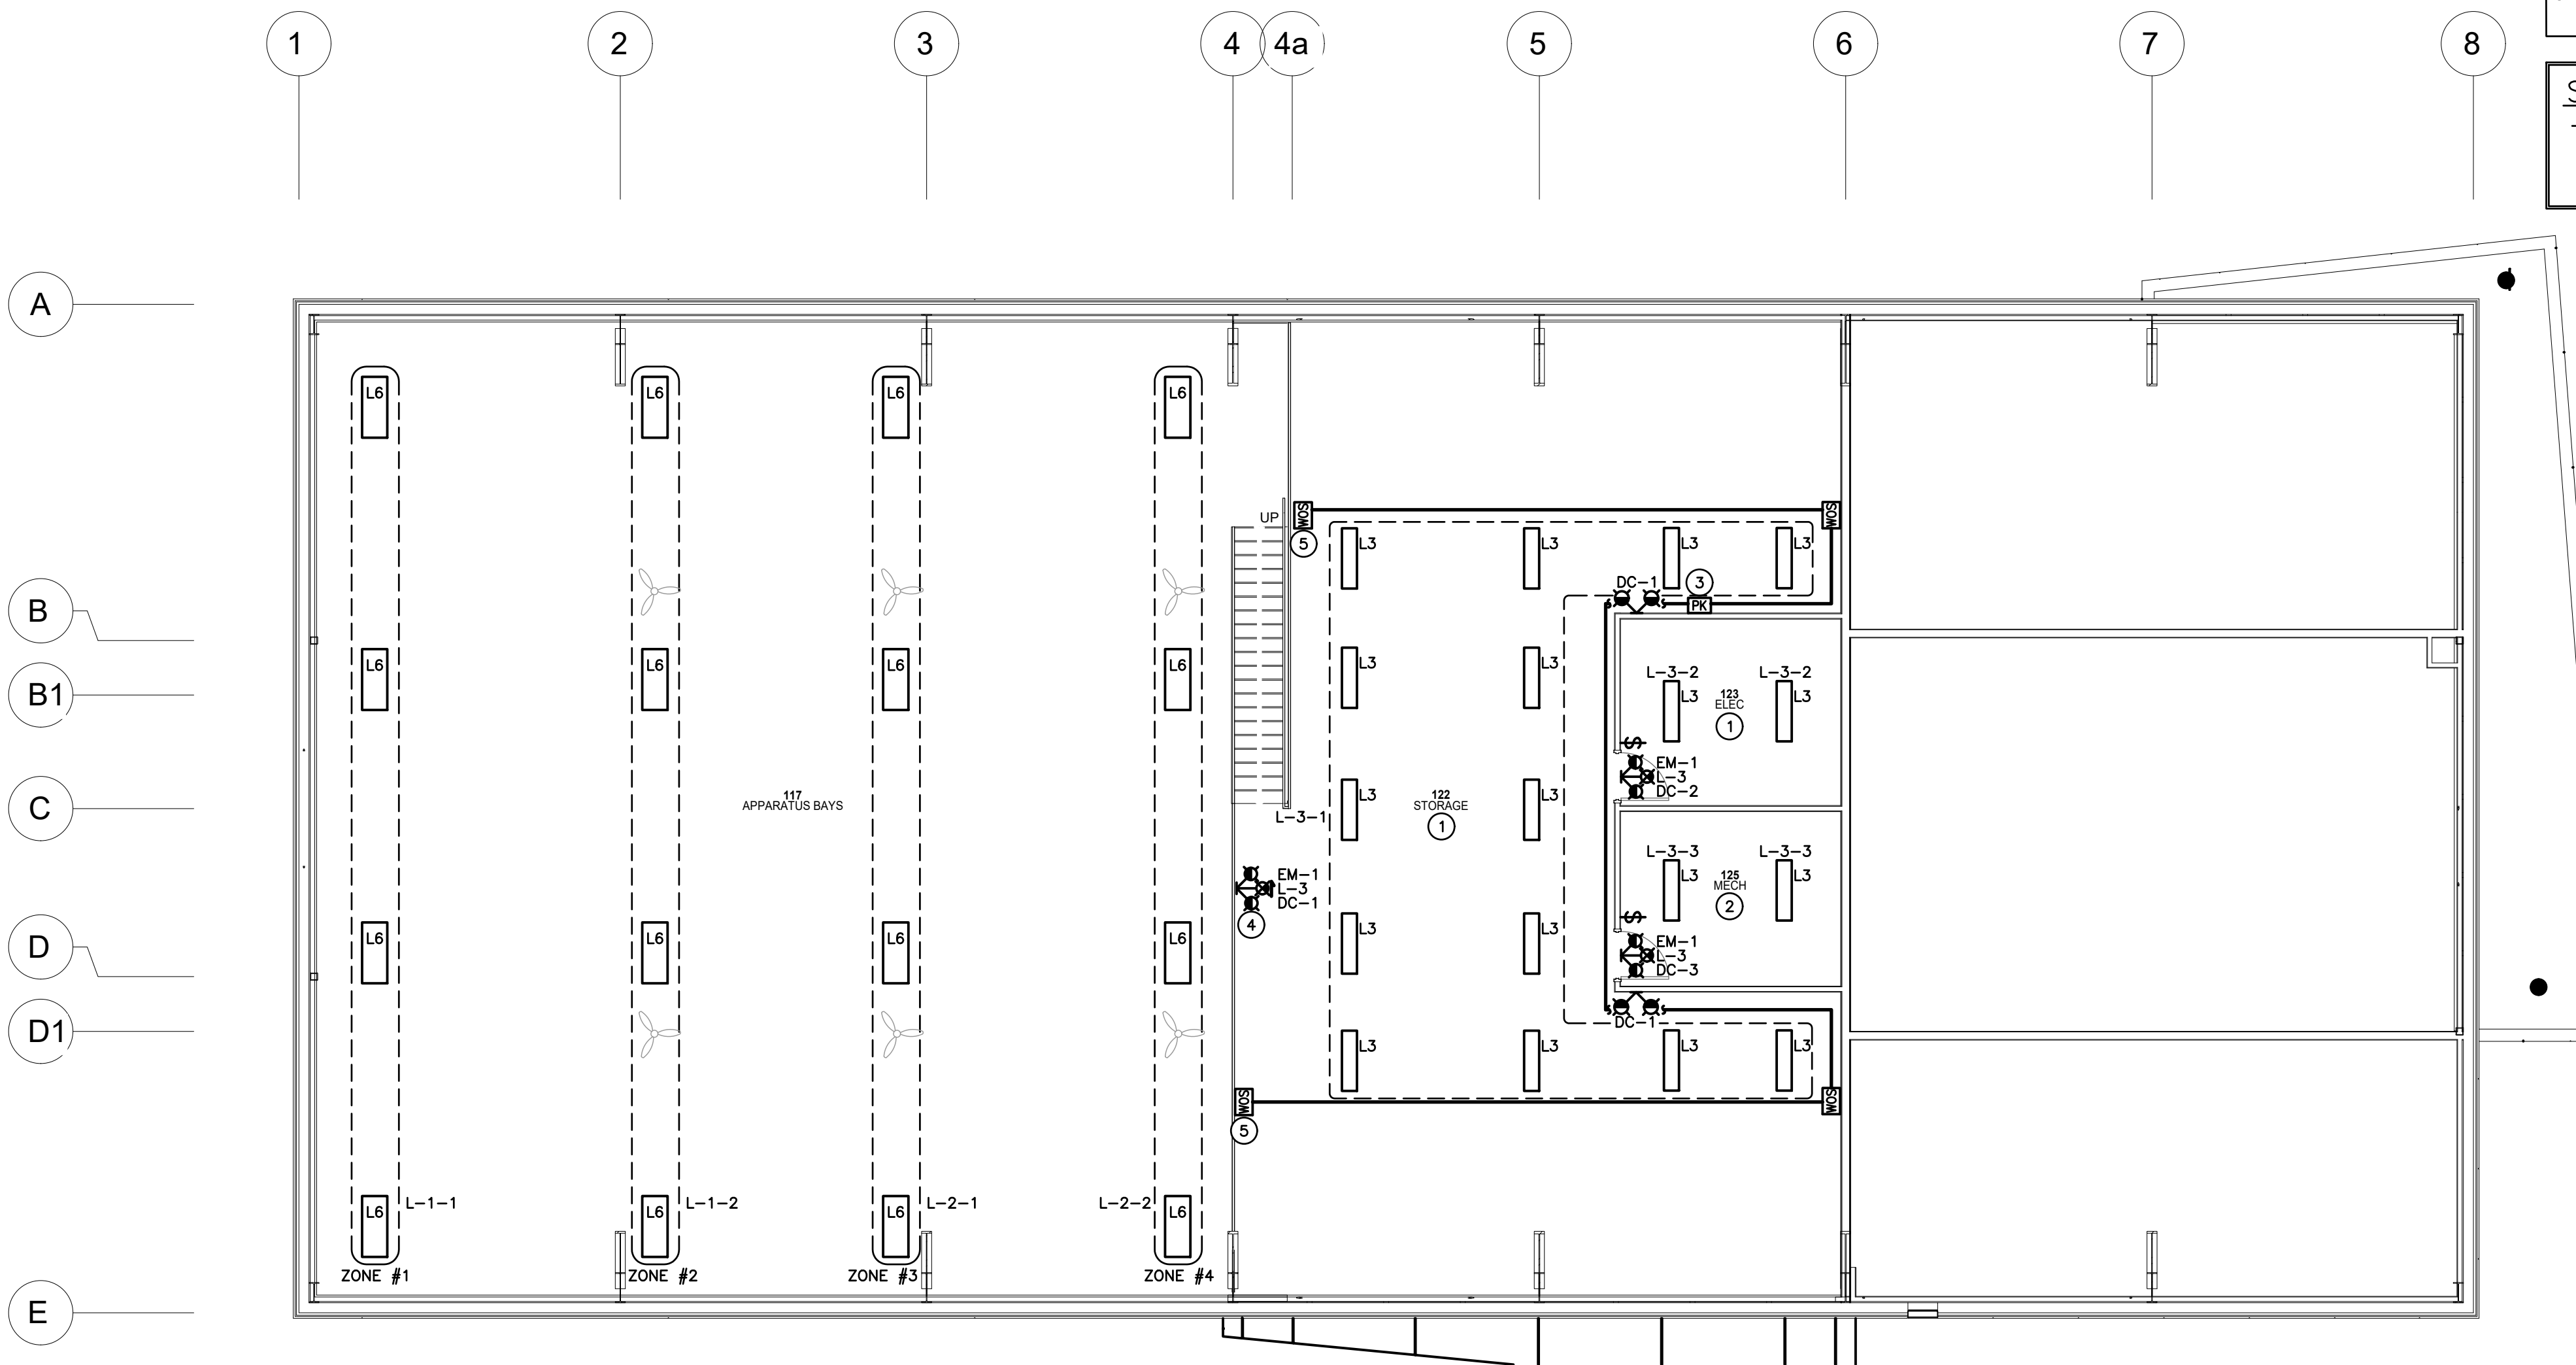 1
2
3
4
4a
5
6
7
8
A
L6
L6
L6
L6
UP
WOS
WOS
5
L3
L3
L3
L3
DC-1
3
PK
B
L6
L6
L6
L6
L3
L3
L-3-2
L-3-2
L3
L3
123
ELEC
1
B1
$
EM-1
L-3
DC-2
117
APPARATUS BAYS
122
STORAGE
1
L3
L3
C
L-3-1
L-3-3
L-3-3
L3
L3
125
MECH
2
EM-1
L-3
DC-1
4
$
EM-1
L-3
DC-3
L6
L6
L6
L6
L3
L3
D
DC-1
D1
L3
L3
L3
L3
WOS
WOS
5
L6
L-1-1
L6
L-1-2
L6
L-2-1
L-2-2
L6
ZONE #1
ZONE #2
ZONE #3
ZONE #4
E